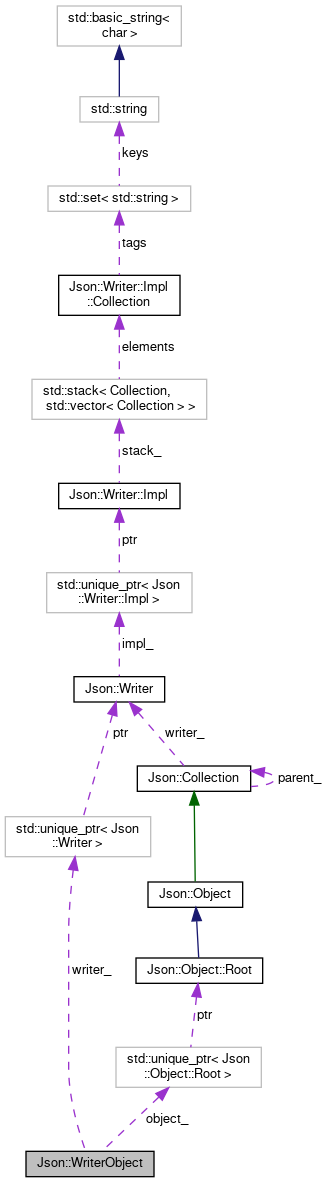 std::basic_string<
char >
std::string
keys
std::set< std::string >
tags
Json::Writer::Impl
::Collection
elements
std::stack< Collection,
std::vector< Collection > >
stack_
Json::Writer::Impl
ptr
std::unique_ptr< Json
::Writer::Impl >
impl_
Json::Writer
ptr
writer_
Json::Collection
parent_
std::unique_ptr< Json
::Writer >
Json::Object
Json::Object::Root
writer_
ptr
std::unique_ptr< Json
::Object::Root >
object_
Json::WriterObject